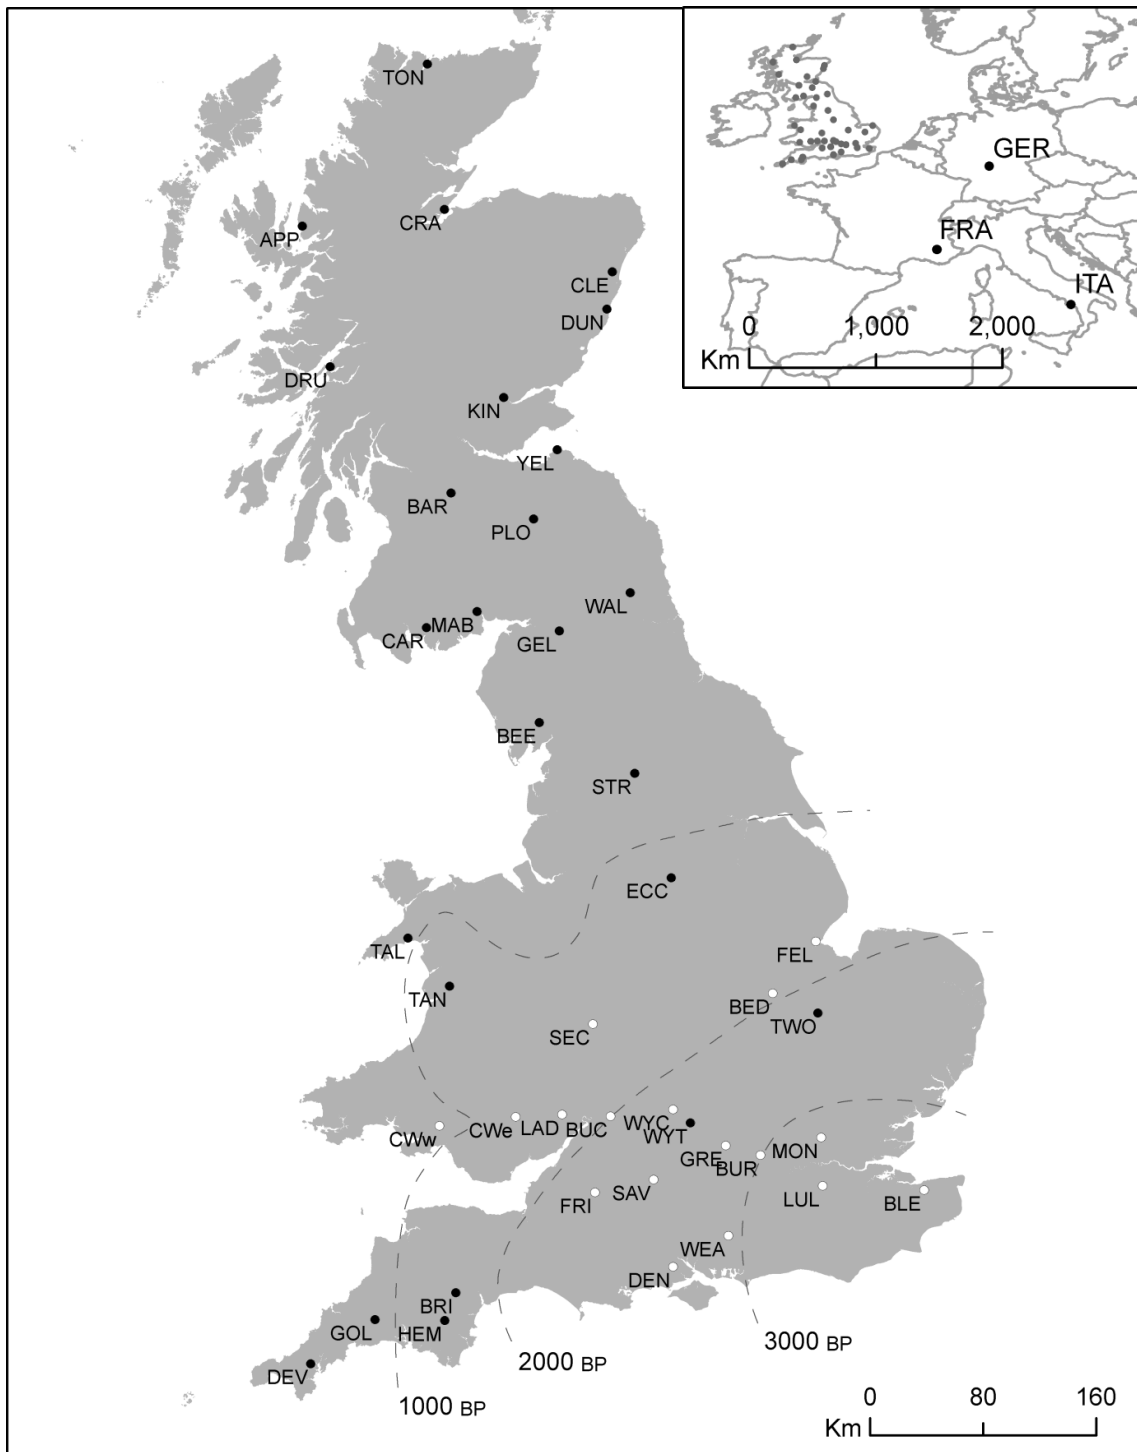 TON
GER
CRA
FRA
APP
CLE
ITA
DUN
0 1,000 2,000
Km
DRU
KIN
YEL
BAR
PLO
WAL
MAB
CAR
GEL
BEE
STR
ECC
TAL
FEL
TAN
BED
TWO
SEC
CWw
CWe
LAD
BUC
WYC
WYT
GRE
BUR
MON
SAV
FRI
LUL
BLE
WEA
DEN
BRI
GOL
HEM
DEV
3000 BP
2000 BP
1000 BP
0 80 160
Km